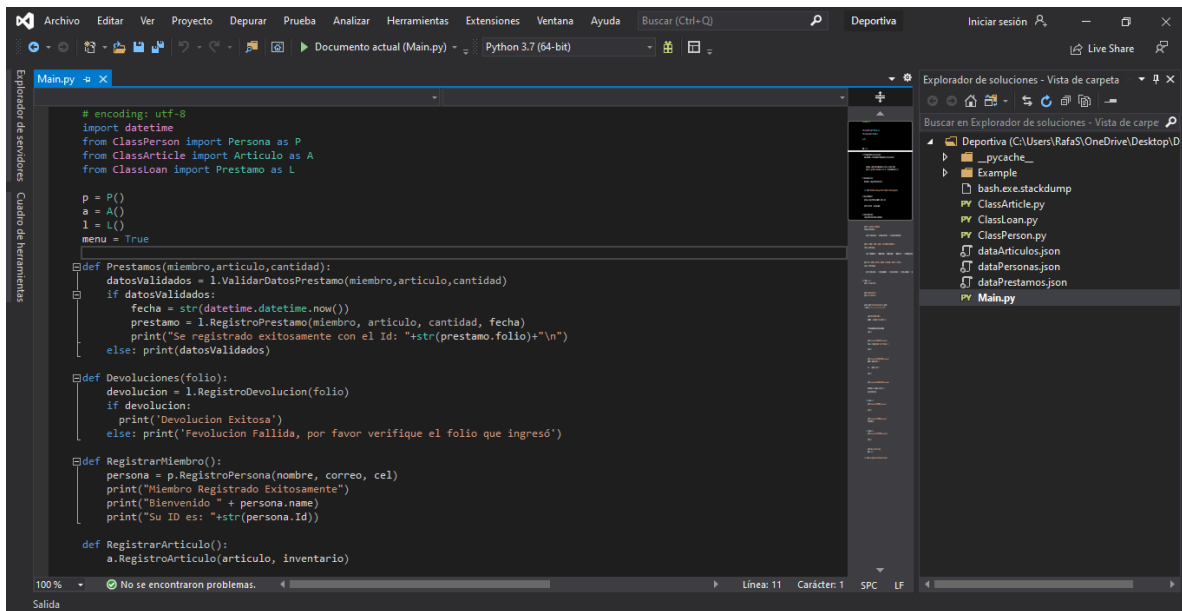 Archivo Editar Ver Proyecto Depurar Prueba Analizar Herramientas Extensiones Ventana Ayuda Buscar (Ctrl+Q) Deportiva Iniciar sesión
Documento actual (Main.py) Python 3.7 (64-bit) Live Share
Explorador de servidores
Cuadro de herramientas
Main.py
# encoding: utf-8
import datetime
from ClassPerson import Persona as P
from ClassArticle import Articulo as A
from ClassLoan import Prestamo as L
p = P()
a = A()
l = L()
menu = True
def Prestamos(miembro,articulo,cantidad):
datosValidados = l.ValidarDatosPrestamo(miembro,articulo,cantidad)
if datosValidados:
fecha = str(datetime.datetime.now())
prestamo = l.RegistroPrestamo(miembro, articulo, cantidad, fecha)
print("Se registrado exitosamente con el Id: "+str(prestamo.folio)+"\n")
else: print(datosValidados)
def Devoluciones(folio):
devolucion = l.RegistroDevolucion(folio)
if devolucion:
print('Devolucion Exitosa')
else: print('Fevolucion Fallida, por favor verifique el folio que ingresó')
def RegistrarMiembro():
persona = p.RegistroPersona(nombre, correo, cel)
print("Miembro Registrado Exitosamente")
print("Bienvenido " + persona.name)
print("Su ID es: "+str(persona.Id))
def RegistrarArticulo():
a.RegistroArticulo(articulo, inventario)
100 % No se encontraron problemas. Línea: 11 Carácter: 1 SPC LF
Salida
Explorador de soluciones - Vista de carpeta
Buscar en Explorador de soluciones - Vista de carpe
Deportiva (C:\Users\RafaS\OneDrive\Desktop\D
__pycache__
Example
bash.exe.stackdump
PY ClassArticle.py
PY ClassLoan.py
PY ClassPerson.py
dataArticulos.json
dataPersonas.json
dataPrestamos.json
PY Main.py